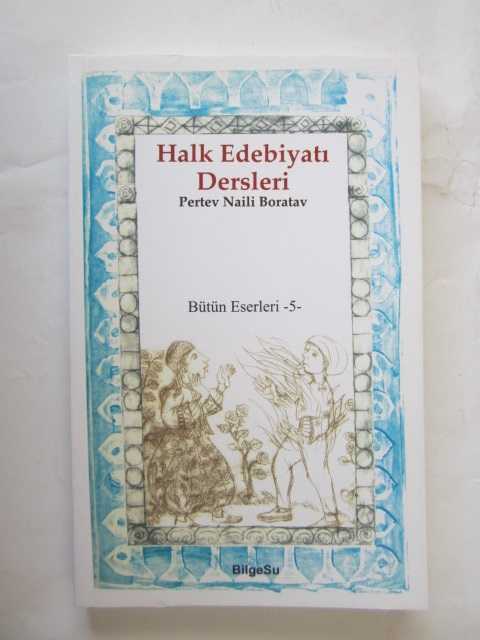 Halk Edebiyatı
Dersleri
Pertev Naili Boratav
Bütün Eserleri -5-
BilgeSu